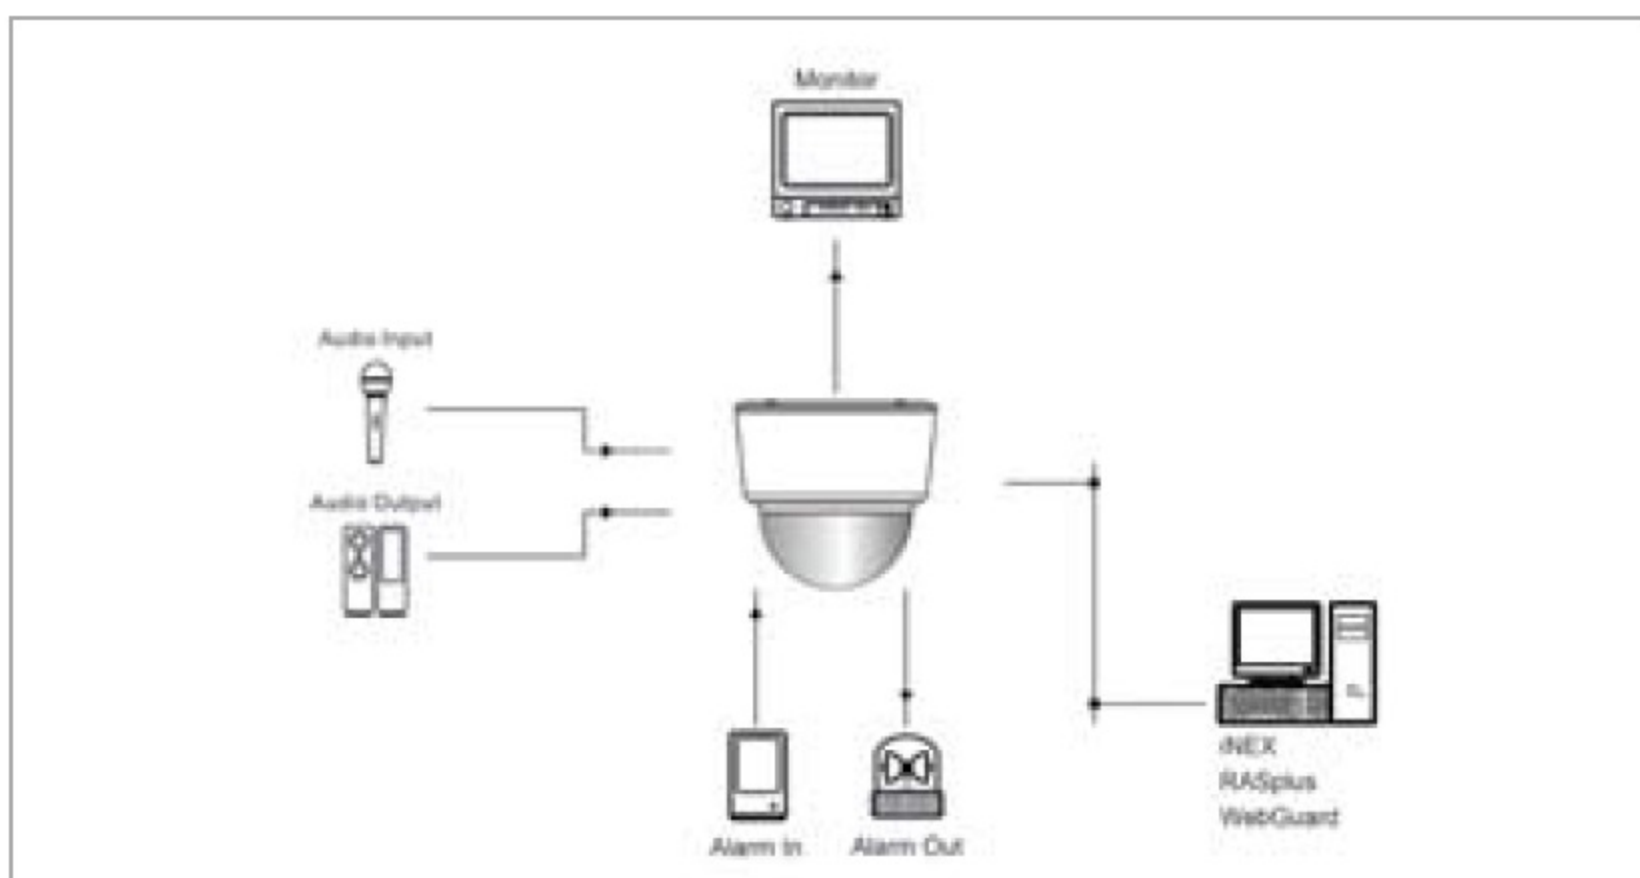 Monitor
Audio Input
Audio Output
Alarm In
Alarm Out
iNEX
RASplus
WebGuard